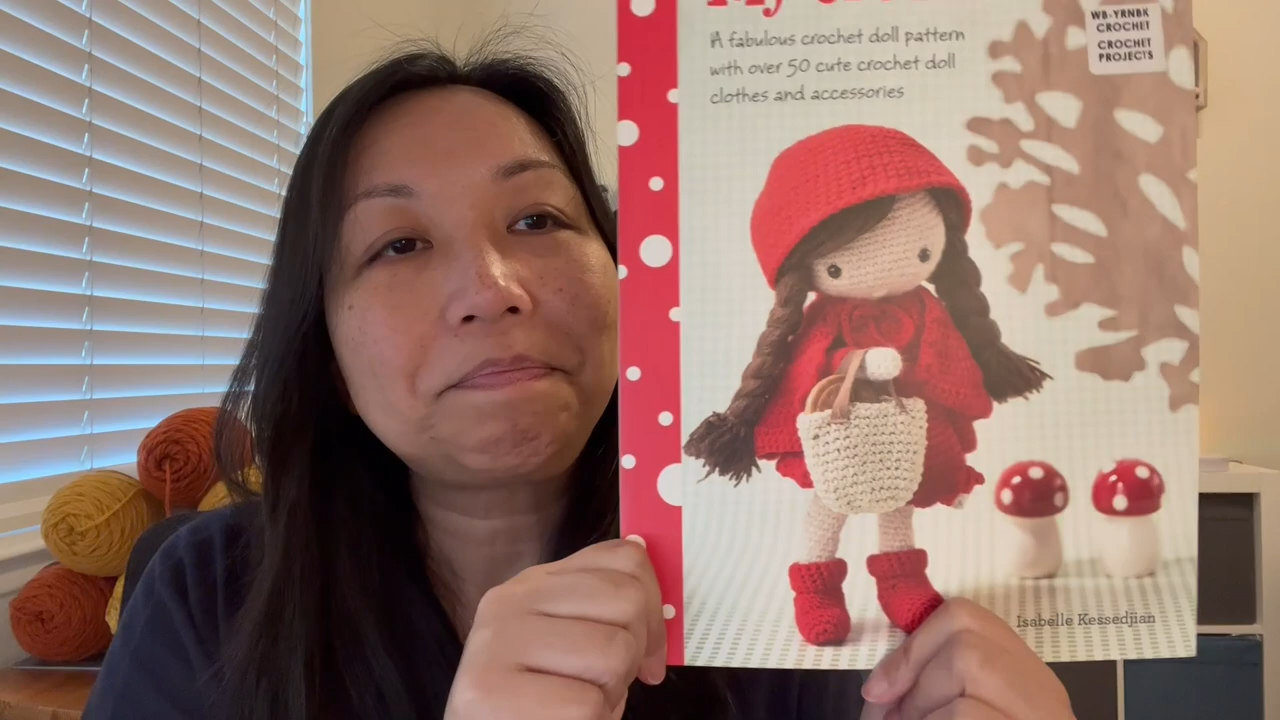 My
A fabulous crochet doll pattern
with over 50 cute crochet doll
clothes and accessories
WB-YRNBK
CROCHET
CROCHET
PROJECTS
Isabelle Kessedjian